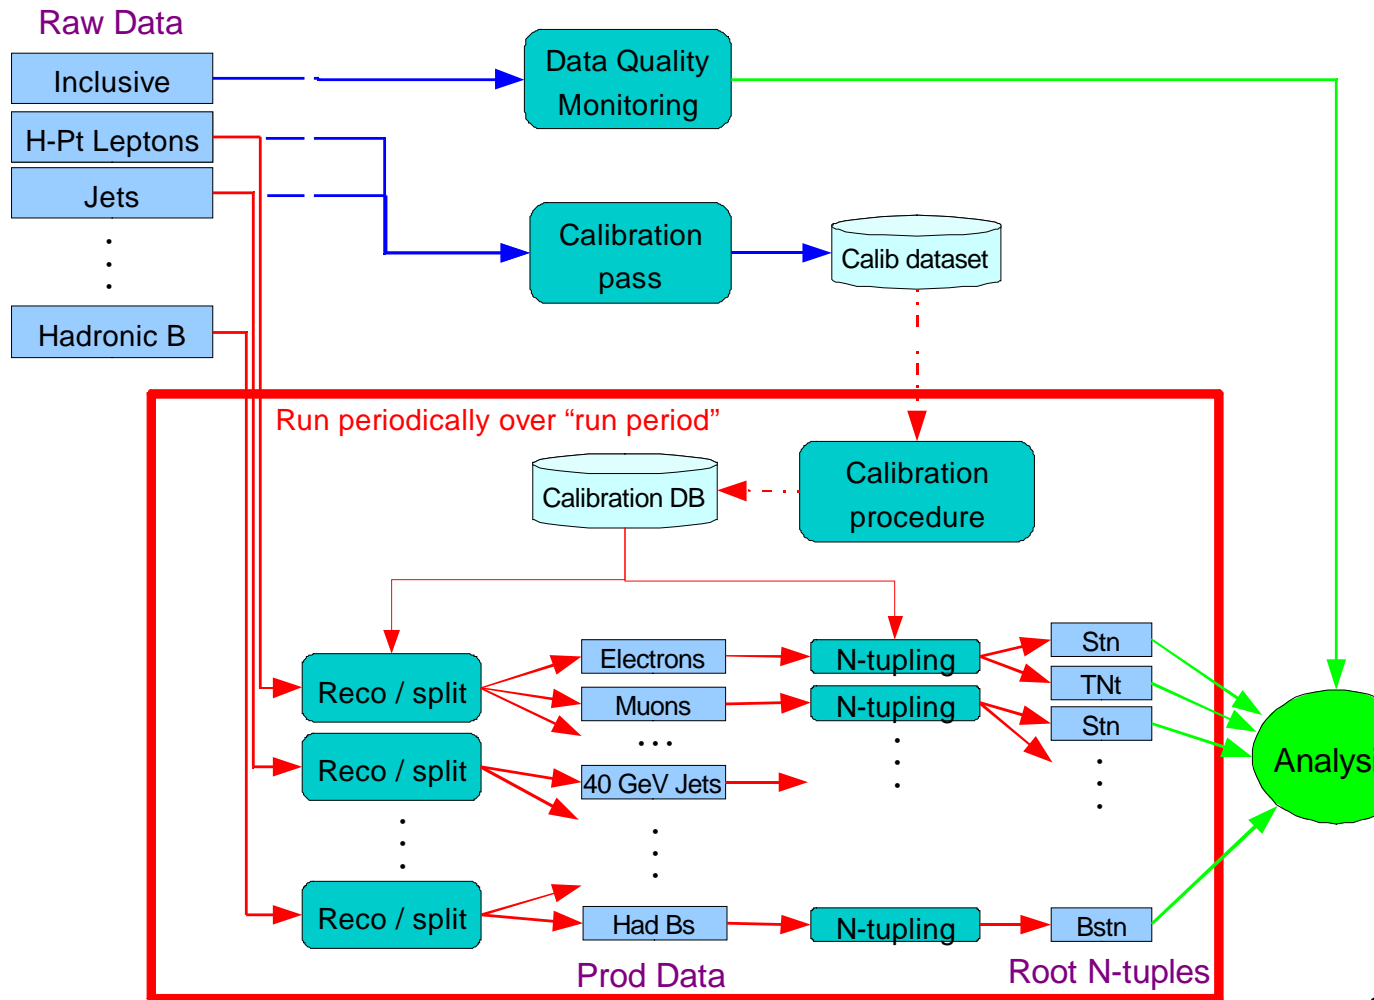 Raw Data
Inclusive
H-Pt Leptons
Jets
Hadronic B
Data Quality
Monitoring
Calibration
pass
Calib dataset
Run periodically over “run period”
Calibration DB
Calibration
procedure
Reco / split
Reco / split
Reco / split
Electrons
Muons
40 GeV Jets
Had Bs
N-tupling
N-tupling
N-tupling
Stn
TNt
Stn
Bstn
Analysi
Prod Data
Root N-tuples